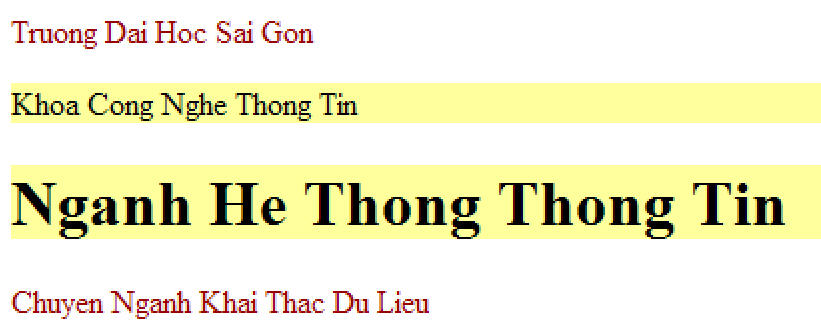 Truong Dai Hoc Sai Gon
Khoa Cong Nghe Thong Tin
Nganh He Thong Thong Tin
Chuyen Nganh Khai Thac Du Lieu